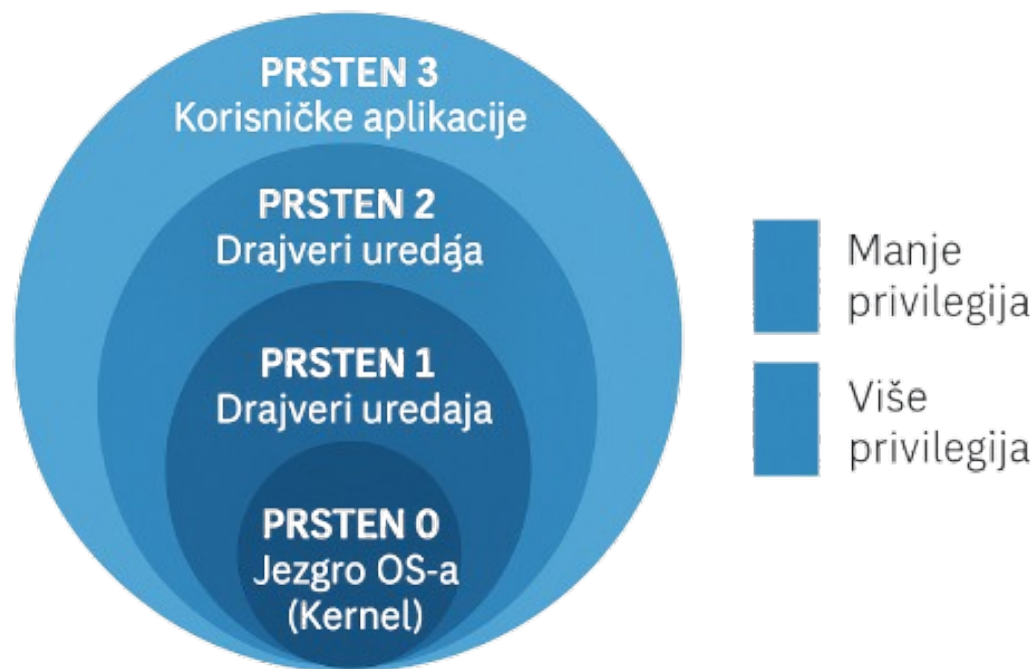 PRSTEN 3
Korisničke aplikacije
PRSTEN 2
Drajveri uredája
PRSTEN 1
Drajveri uredaja
PRSTEN 0
Jezgro OS-a
(Kernel)
Manje
privilegija
Više
privilegija